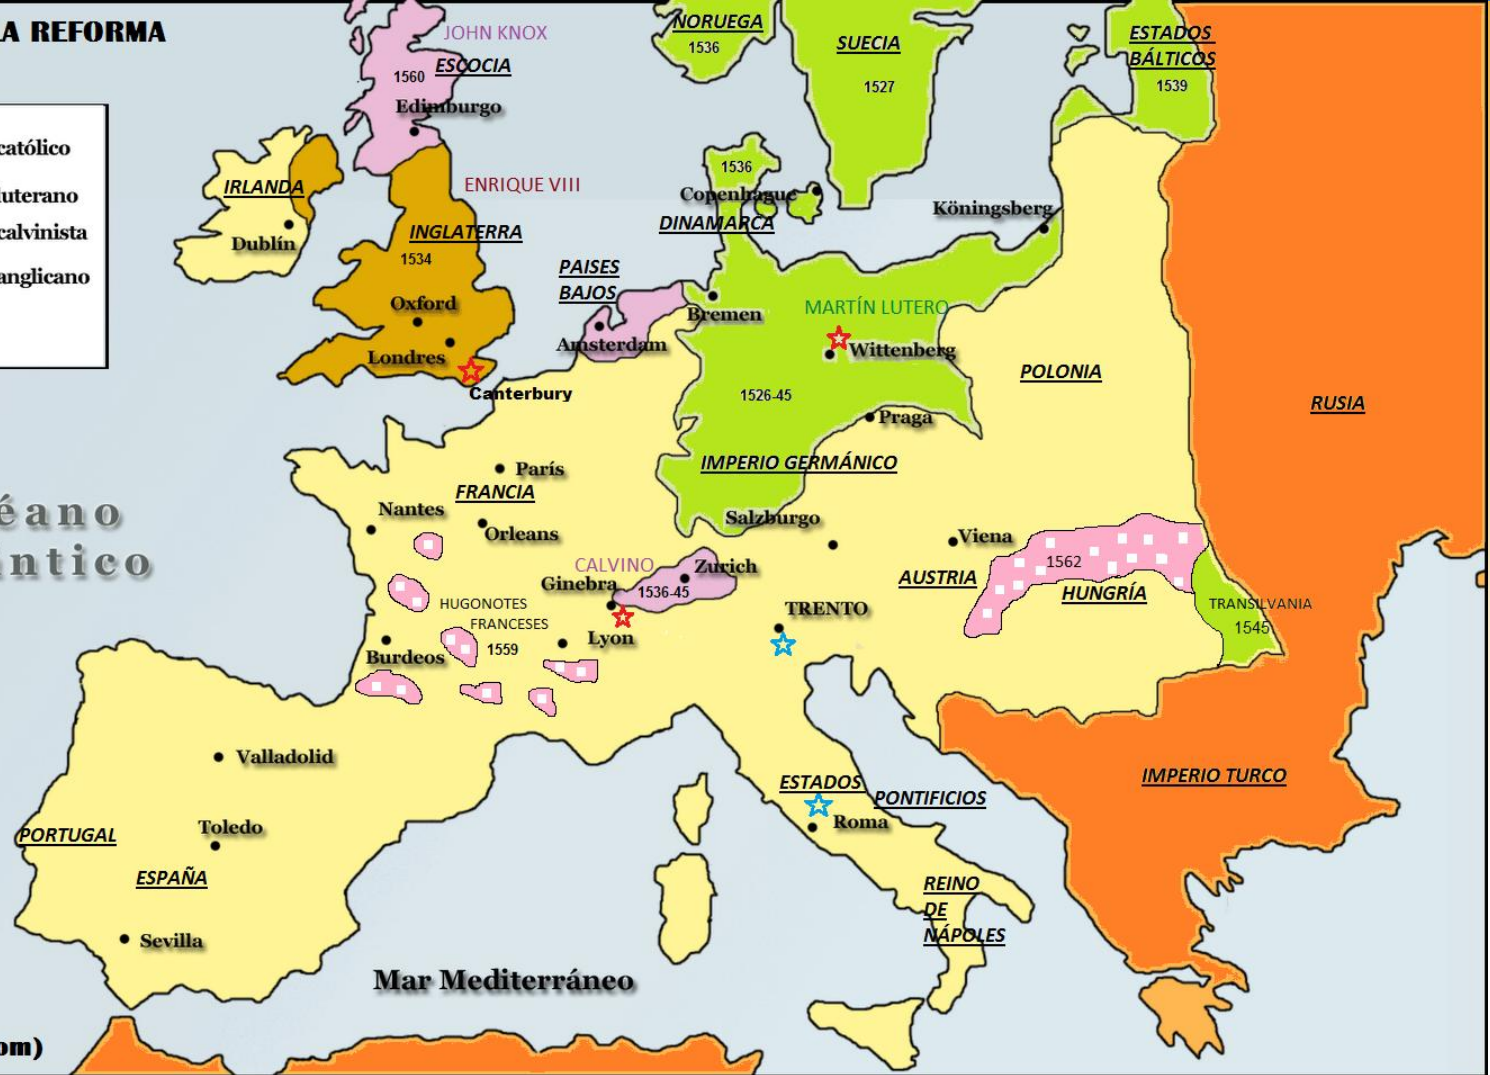 LA REFORMA
católico
luterano
calvinista
anglicano
JOHN KNOX
1560 ESCOCIA
Edimburgo
NORUEGA
1536
SUECIA
1527
ESTADOS
BÁLTICOS
1539
IRLANDA
Dublín
ENRIQUE VIII
INGLATERRA
1534
Oxford
Londres
Canterbury
PAISES
BAJOS
Amsterdam
1536
Copenhague
DINAMARCA
Köningsberg
Bremen
MARTÍN LUTERO
Wittenberg
1526-45
Praga
IMPERIO GERMÁNICO
POLONIA
RUSIA
París
FRANCIA
Nantes
Orleans
Salzburgo
Viena
AUSTRIA
1562
HUNGRÍA
TRANSILVANIA
1545
CALVINO
Zurich
Ginebra
1536-45
HUGONOTES
FRANCESES
1559
Lyon
Burdeos
TRENTO
éano
ntico
Valladolid
PORTUGAL
Toledo
ESPAÑA
Sevilla
ESTADOS
PONTIFICIOS
Roma
REINO
DE
NÁPOLES
IMPERIO TURCO
Mar Mediterráneo
om)